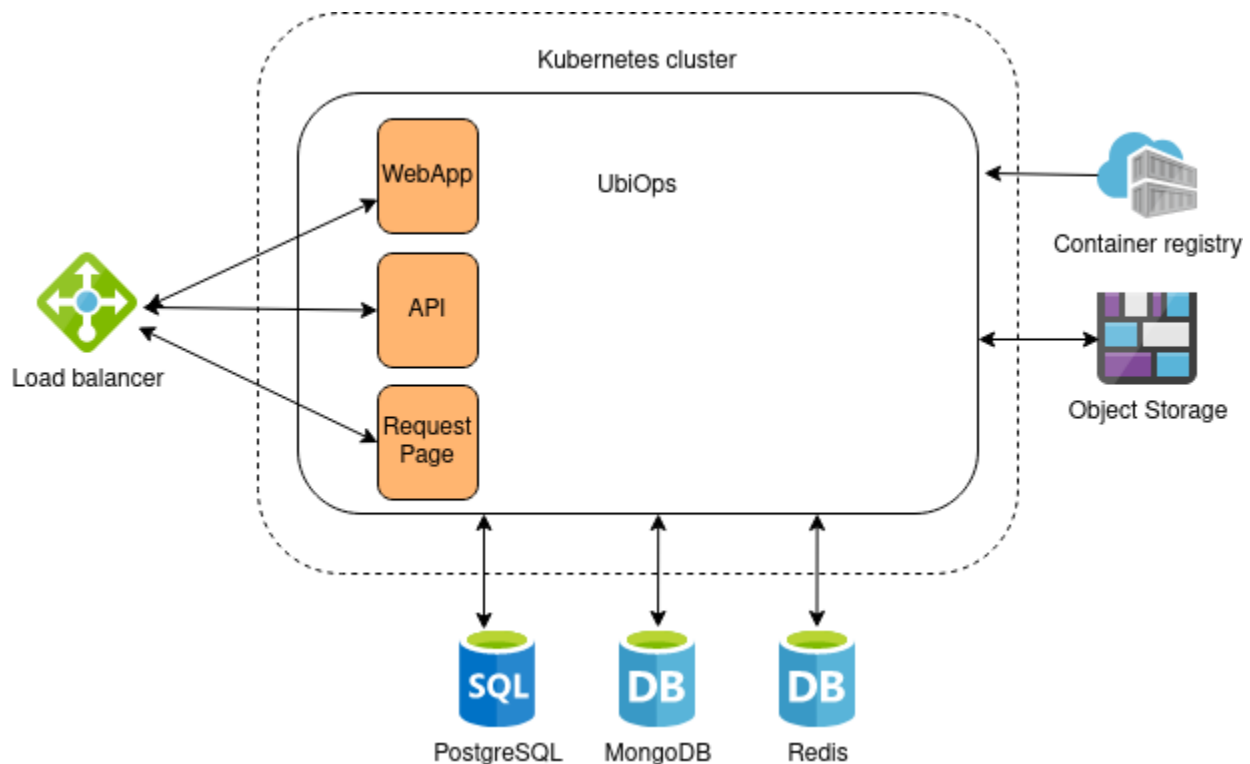 Kubernetes cluster
WebApp
UbiOps
API
Request
Page
Load balancer
Container registry
Object Storage
SQL
DB
DB
PostgreSQL
MongoDB
Redis